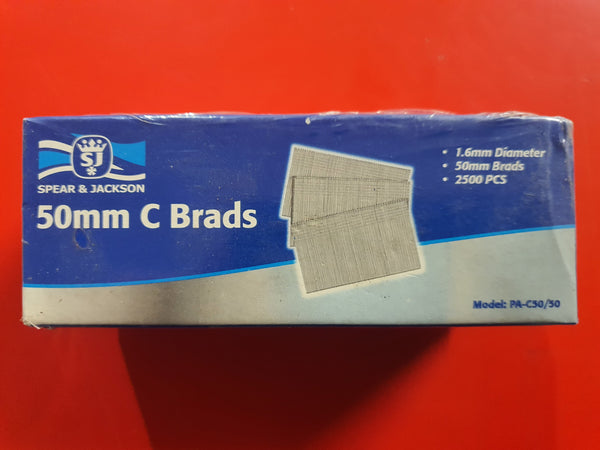 SJ
SPEAR & JACKSON
50mm C Brads
• 1.6mm Diameter
• 50mm Brads
• 2500 PCS
Model: PA-C50/50